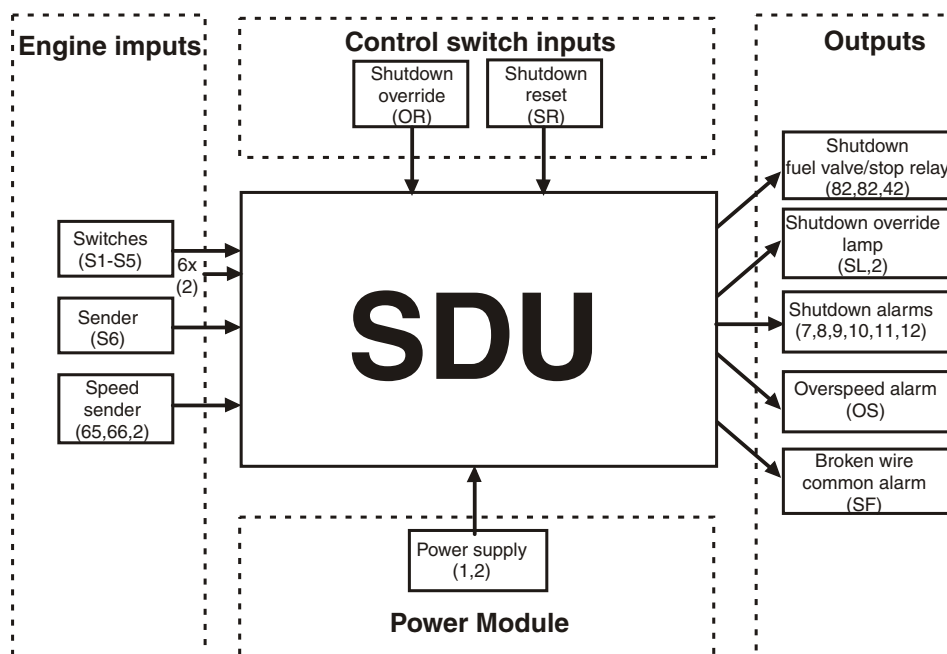 Engine imputs
Control switch inputs
Outputs
Shutdown
override
(OR)
Shutdown
reset
(SR)
Switches
(S1-S5)
6x
(2)
Sender
(S6)
Speed
sender
(65,66,2)
SDU
Shutdown
fuel valve/stop relay
(82,82,42)
Shutdown override
lamp
(SL,2)
Shutdown alarms
(7,8,9,10,11,12)
Overspeed alarm
(OS)
Broken wire
common alarm
(SF)
Power supply
(1,2)
Power Module